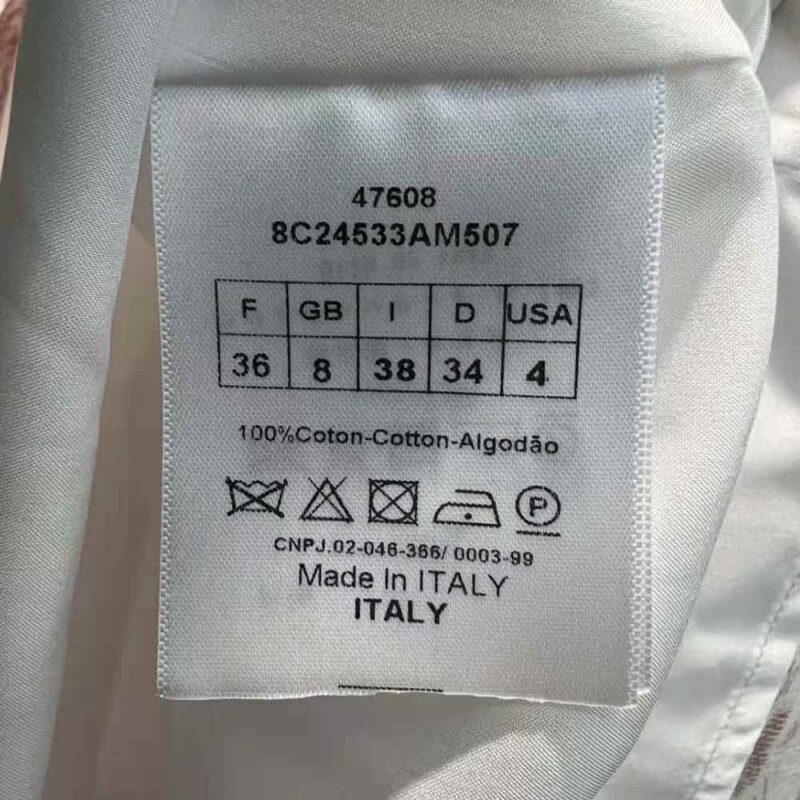 47608
8C24533AM507
F GB I D USA
36 8 38 34 4
100%Coton-Cotton-Algodão
P
CNPJ.02-046-366/ 0003-99
Made In ITALY
ITALY